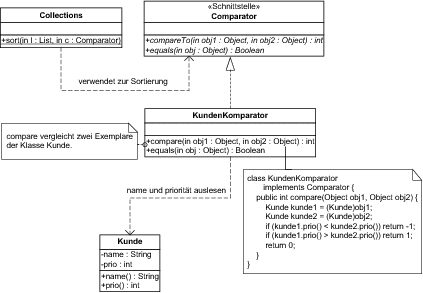 Collections
+sort(in l : List, in c : Comparator)
«Schnittstelle»
Comparator
+compareTo(in obj1 : Object, in obj2 : Object) : int
+equals(in obj : Object) : Boolean
verwendet zur Sortierung
KundenKomparator
+compare(in obj1 : Object, in obj2 : Object) : int
+equals(in obj : Object) : Boolean
compare vergleicht zwei Exemplare
der Klasse Kunde.
name und priorität auslesen
class KundenKomparator
implements Comparator {
public int compare(Object obj1, Object obj2) {
Kunde kunde1 = (Kunde)obj1;
Kunde kunde2 = (Kunde)obj2;
if (kunde1.prio() < kunde2.prio()) return -1;
if (kunde1.prio() > kunde2.prio()) return 1;
return 0;
}
}
Kunde
-name : String
-prio : int
+name() : String
+prio() : int